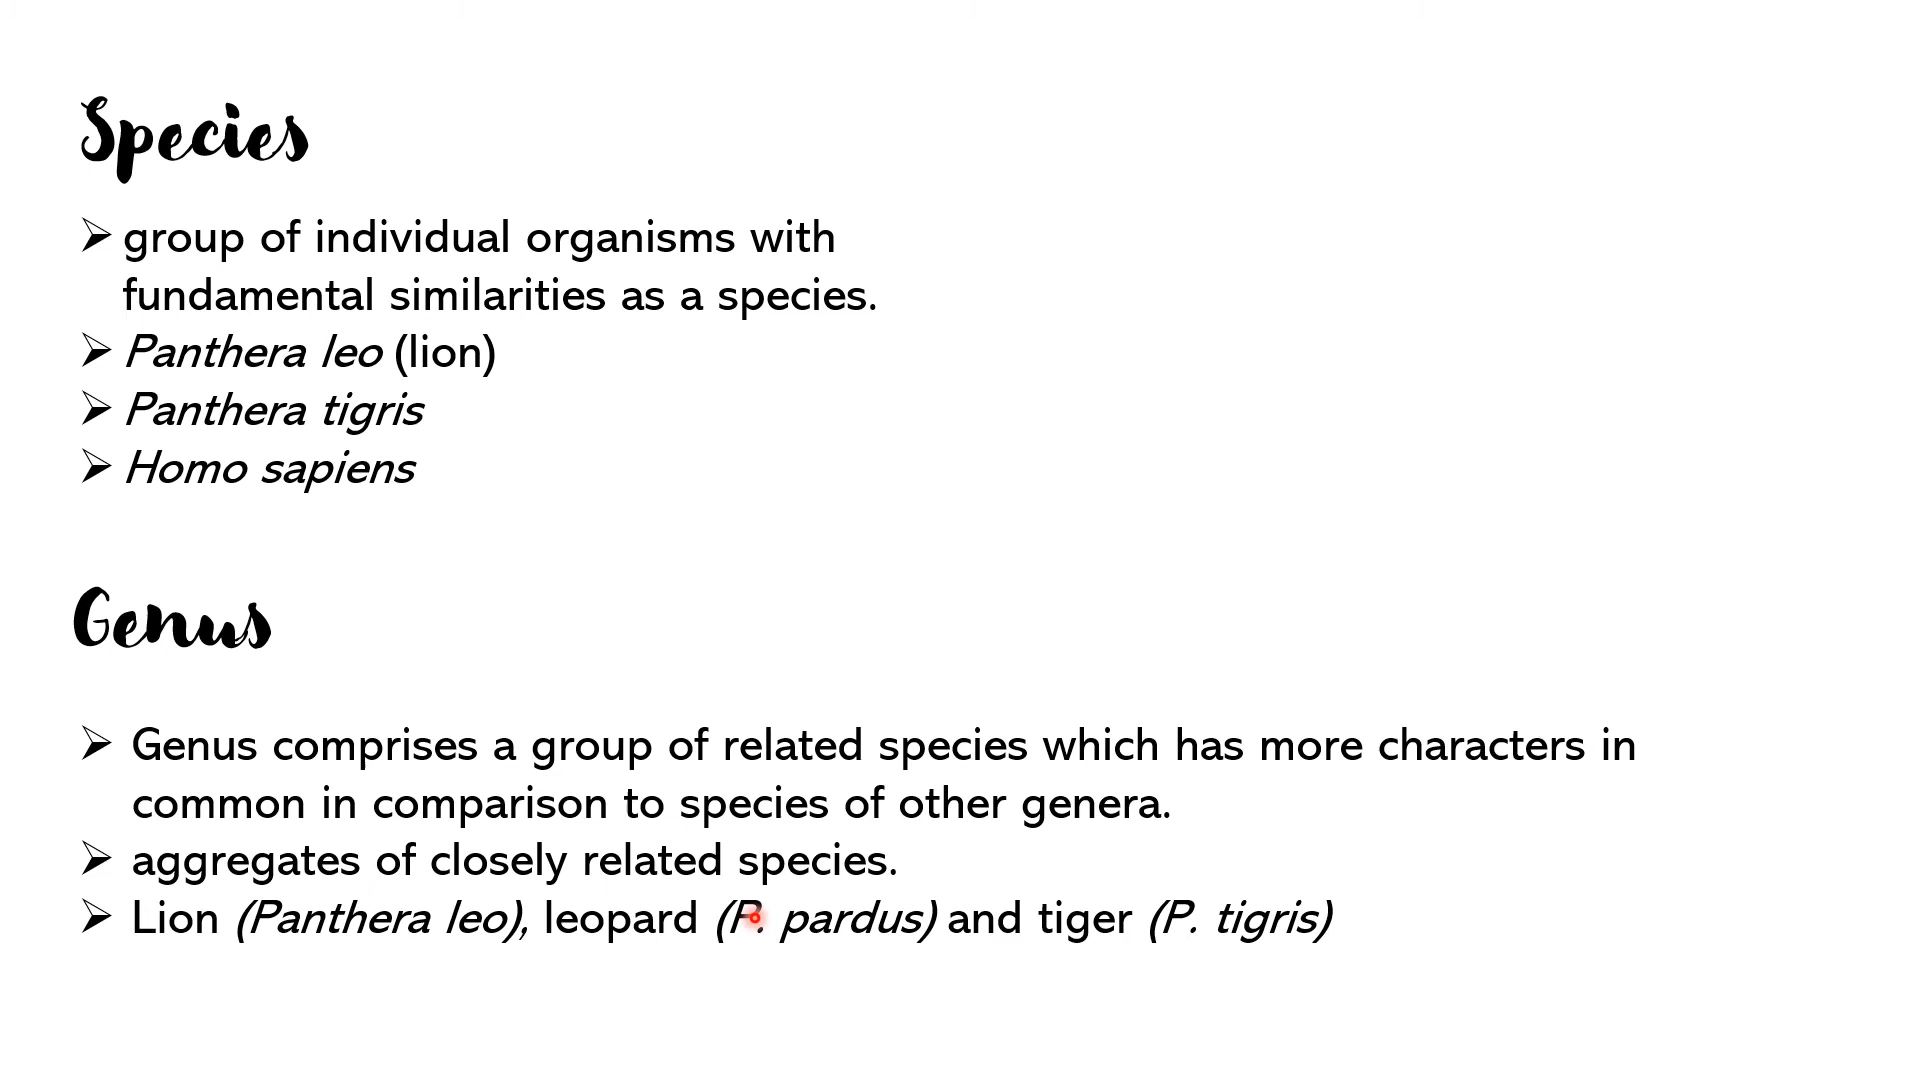 Species
➢ group of individual organisms with
fundamental similarities as a species.
➢ Panthera leo (lion)
➢ Panthera tigris
➢ Homo sapiens
Genus
➢ Genus comprises a group of related species which has more characters in
common in comparison to species of other genera.
➢ aggregates of closely related species.
➢ Lion (Panthera leo), leopard (P. pardus) and tiger (P. tigris)